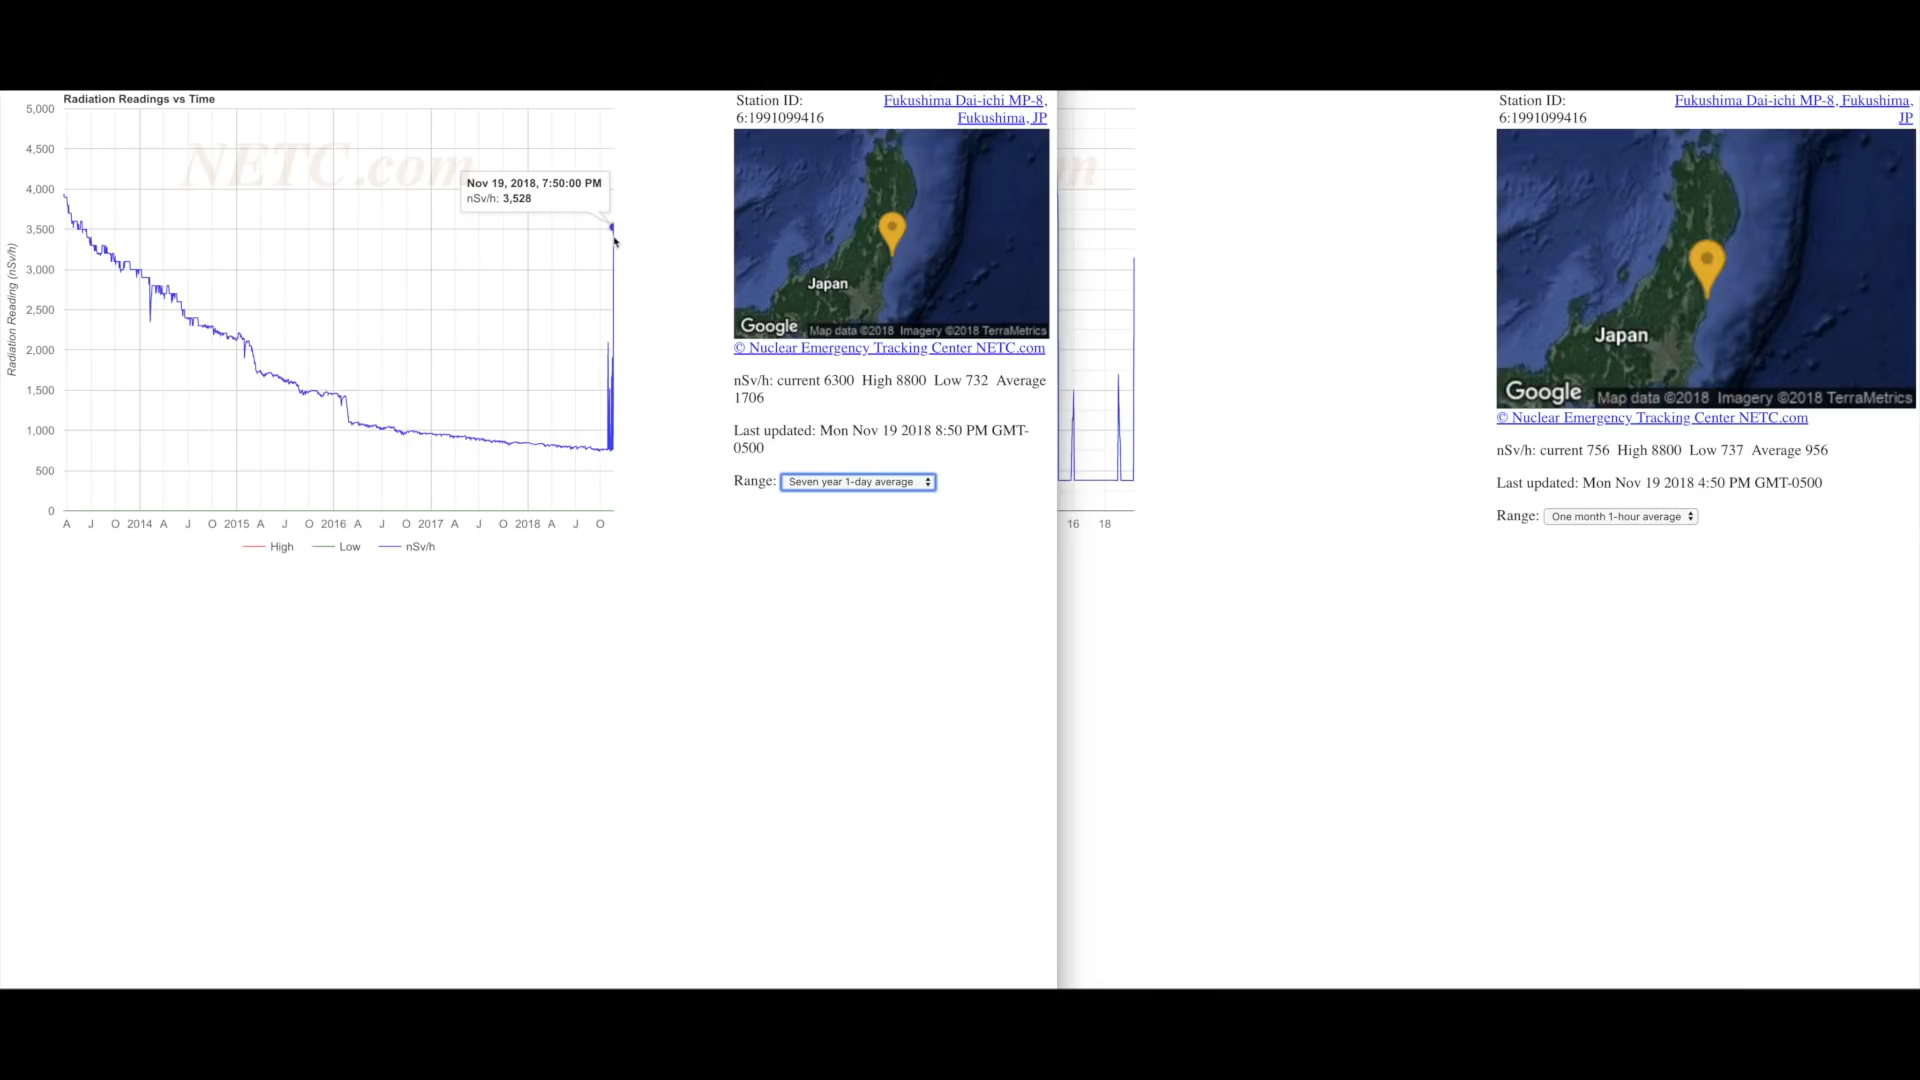 Radiation Readings vs Time
5,000
4,500
4,000
3,500
3,000
2,500
2,000
1,500
1,000
500
0
Radiation Reading (nSv/h)
NETC.com
Nov 19, 2018, 7:50:00 PM
nSv/h: 3,528
A J O 2014 A J O 2015 A J O 2016 A J O 2017 A J O 2018 A J O
High Low nSv/h
Station ID:
6:1991099416
Fukushima Dai-ichi MP-8,
Fukushima, JP
Japan
Google Map data ©2018 Imagery ©2018 TerraMetrics
© Nuclear Emergency Tracking Center NETC.com
nSv/h: current 6300 High 8800 Low 732 Average
1706
Last updated: Mon Nov 19 2018 8:50 PM GMT-
0500
Range: Seven year 1-day average
m
16 18
Station ID:
6:1991099416
Fukushima Dai-ichi MP-8, Fukushima,
JP
Japan
Google Map data ©2018 Imagery ©2018 TerraMetrics
© Nuclear Emergency Tracking Center NETC.com
nSv/h: current 756 High 8800 Low 737 Average 956
Last updated: Mon Nov 19 2018 4:50 PM GMT-0500
Range: One month 1-hour average